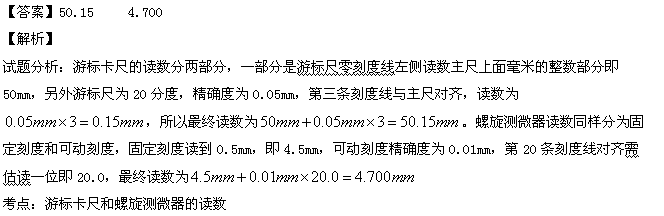 【答案】50.15 4.700
【解析】
试题分析：游标卡尺的读数分两部分，一部分是游标尺零刻度线左侧读数主尺上面毫米的整数部分即
50mm，另外游标尺为 20 分度，精确度为 0.05mm，第三条刻度线与主尺对齐，读数为
0.05mm×3=0.15mm，所以最终读数为50mm+0.05mm×3=50.15mm。螺旋测微器读数同样分为固
定刻度和可动刻度，固定刻度读到 0.5mm，即 4.5mm，可动刻度精确度为 0.01mm，第 20 条刻度线对齐需
估读一位即 20.0，最终读数为4.5mm+0.01mm×20.0=4.700mm
考点：游标卡尺和螺旋测微器的读数